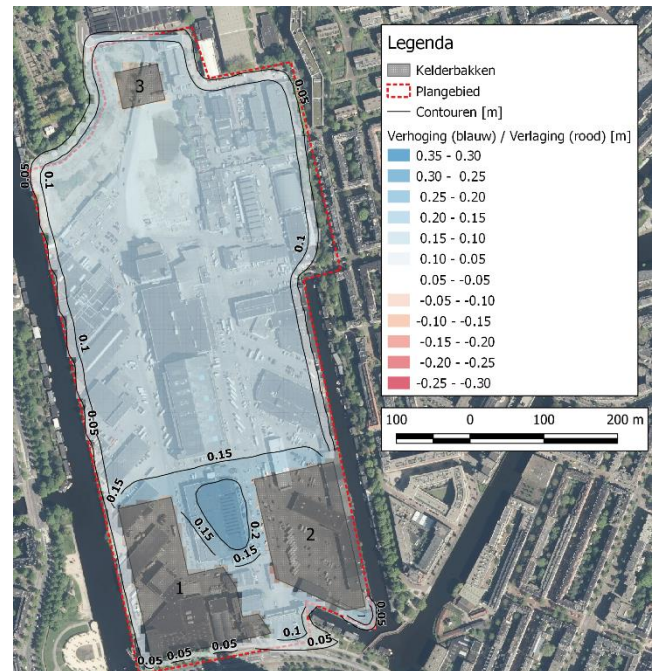 Legenda
Kelderbakken
Plangebied
Contouren [m]
Verhoging (blauw) / Verlaging (rood) [m]
0.35 - 0.30
0.30 - 0.25
0.25 - 0.20
0.20 - 0.15
0.15 - 0.10
0.10 - 0.05
0.05 - -0.05
-0.05 - -0.10
-0.10 - -0.15
-0.15 - -0.20
-0.20 - -0.25
-0.25 - -0.30
100 0 100 200 m
3
0.05
0.05
0.1
0.1
0.1
0.05
0.15
0.15
0.15
0.2
0.15
2
1
0.05
0.1
0.05 0.05 0.05 0.05